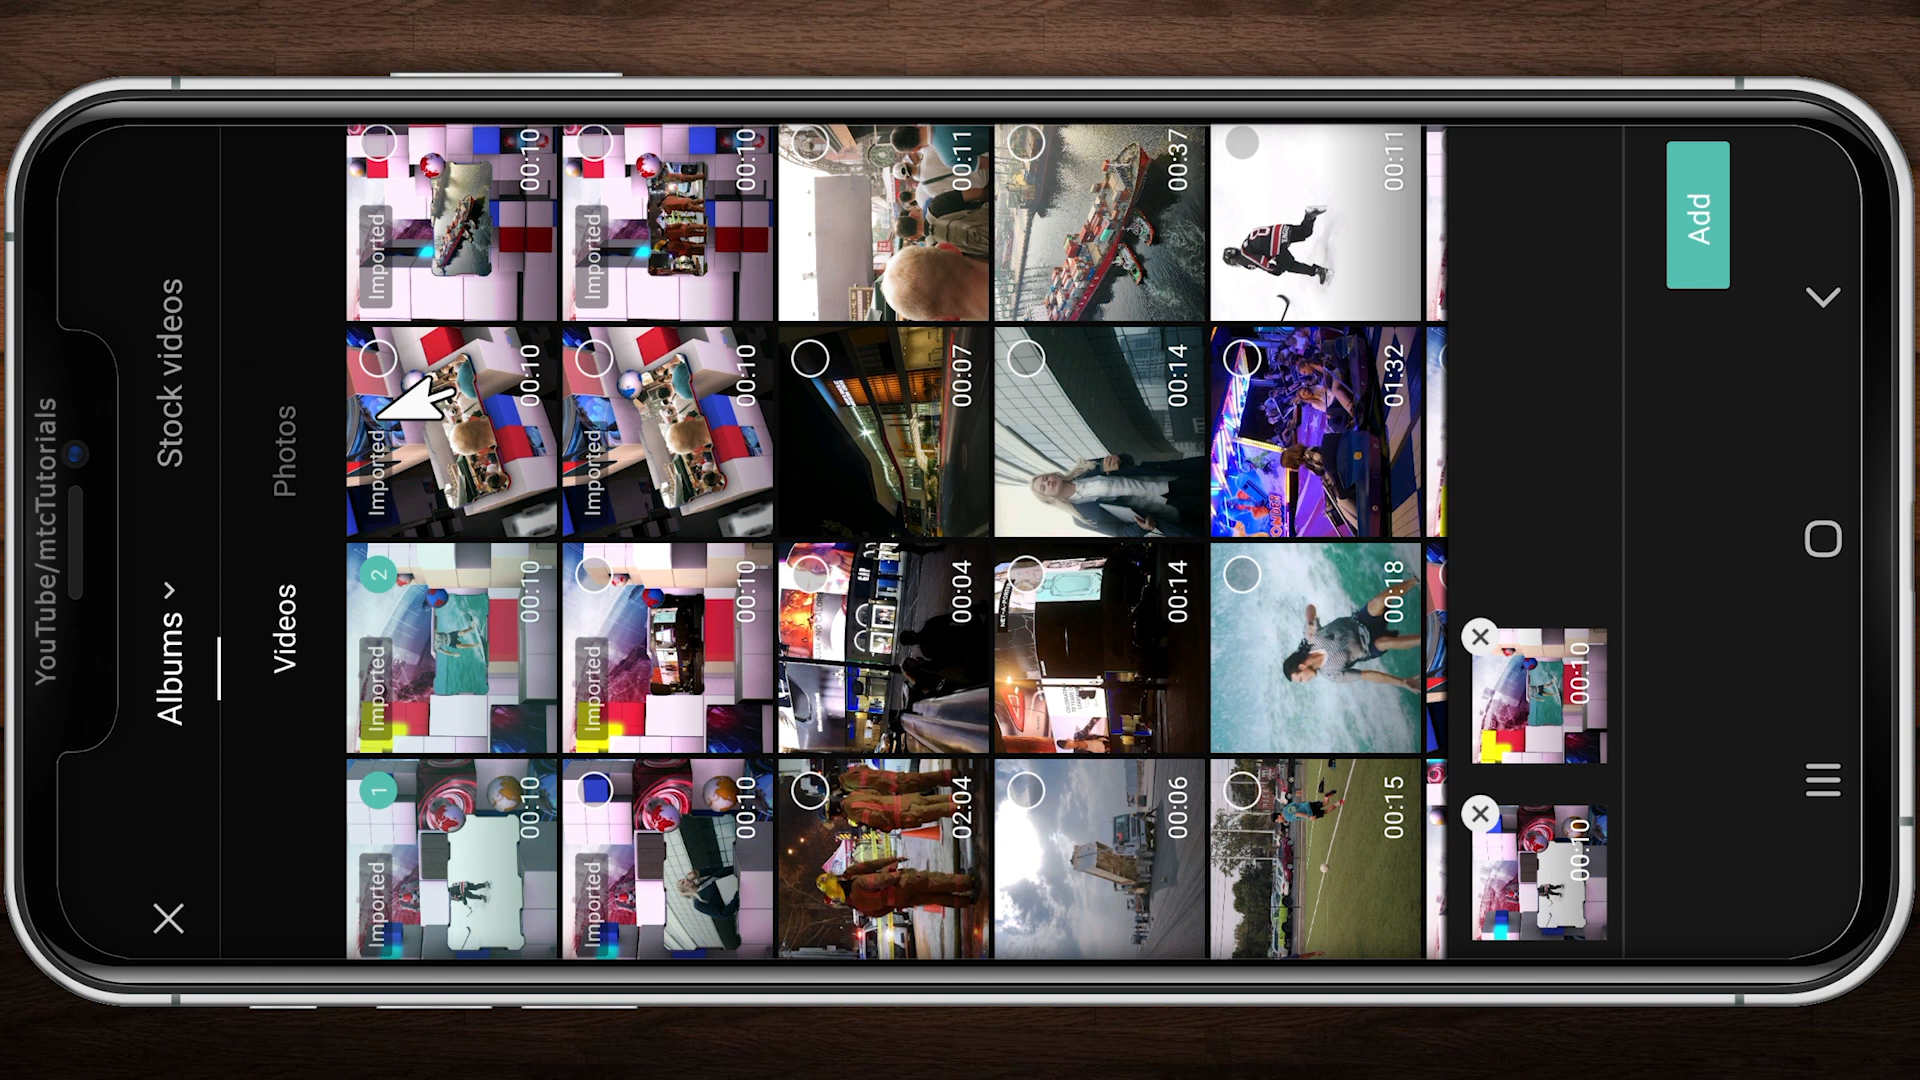 YouTube/mtcTutorials
Albums
Stock videos
Videos
Photos
1
Imported
00:10
2
Imported
00:10
Imported
00:10
Imported
00:10
Imported
00:10
Imported
00:10
Imported
00:10
Imported
00:10
02:04
00:04
00:07
00:11
00:06
00:14
00:14
00:37
00:15
00:18
01:32
00:11
00:10
00:10
Add